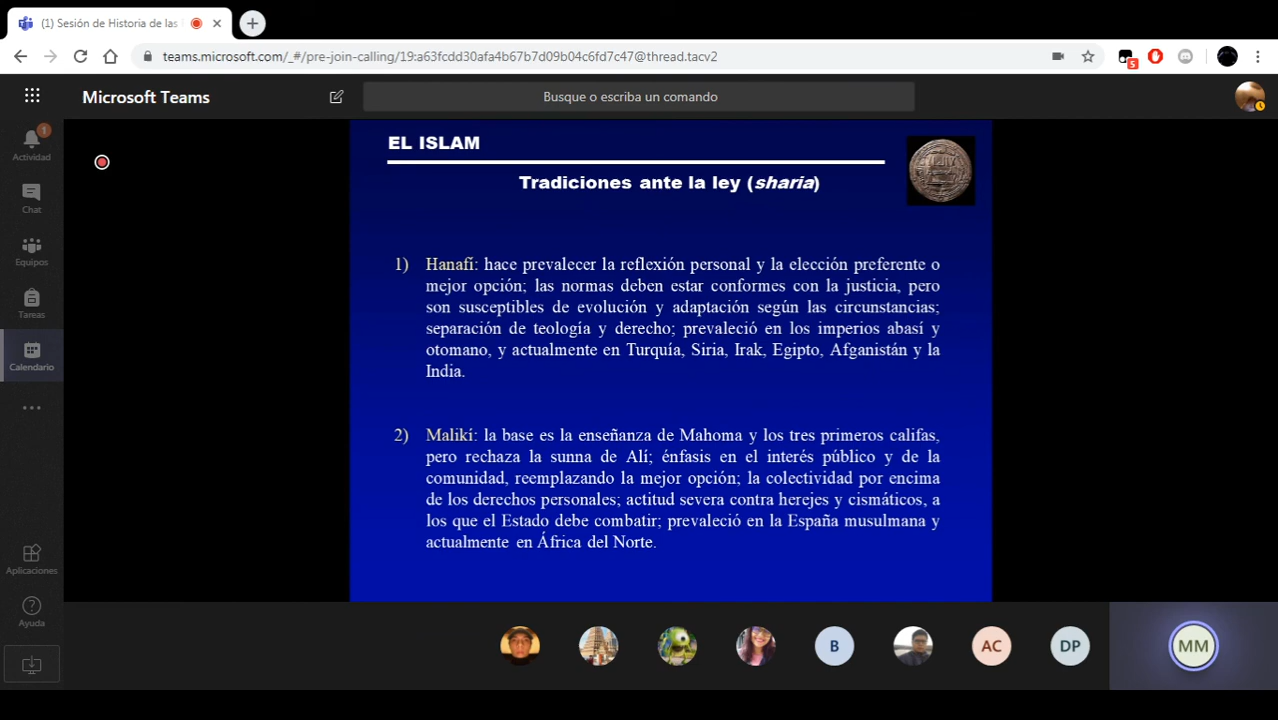 (1) Sesión de Historia de las
teams.microsoft.com/_#/pre-join-calling/19:a63fcdd30afa4b67b7d09b04c6fd7c47@thread.tacv2
5
Microsoft Teams
Busque o escriba un comando
1
Actividad
Chat
Equipos
Tareas
Calendario
Aplicaciones
Ayuda
EL ISLAM
Tradiciones ante la ley (sharia)
1) Hanafí: hace prevalecer la reflexión personal y la elección preferente o
mejor opción; las normas deben estar conformes con la justicia, pero
son susceptibles de evolución y adaptación según las circunstancias;
separación de teología y derecho; prevaleció en los imperios abasí y
otomano, y actualmente en Turquía, Siria, Irak, Egipto, Afganistán y la
India.
2) Malikí: la base es la enseñanza de Mahoma y los tres primeros califas,
pero rechaza la sunna de Alí; énfasis en el interés público y de la
comunidad, reemplazando la mejor opción; la colectividad por encima
de los derechos personales; actitud severa contra herejes y cismáticos, a
los que el Estado debe combatir; prevaleció en la España musulmana y
actualmente en África del Norte.
B
AC
DP
MM